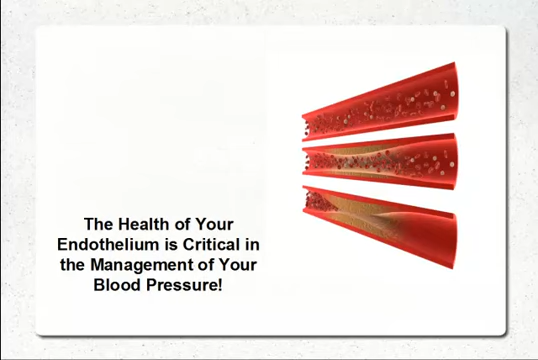 The Health of Your
Endothelium is Critical in
the Management of Your
Blood Pressure!